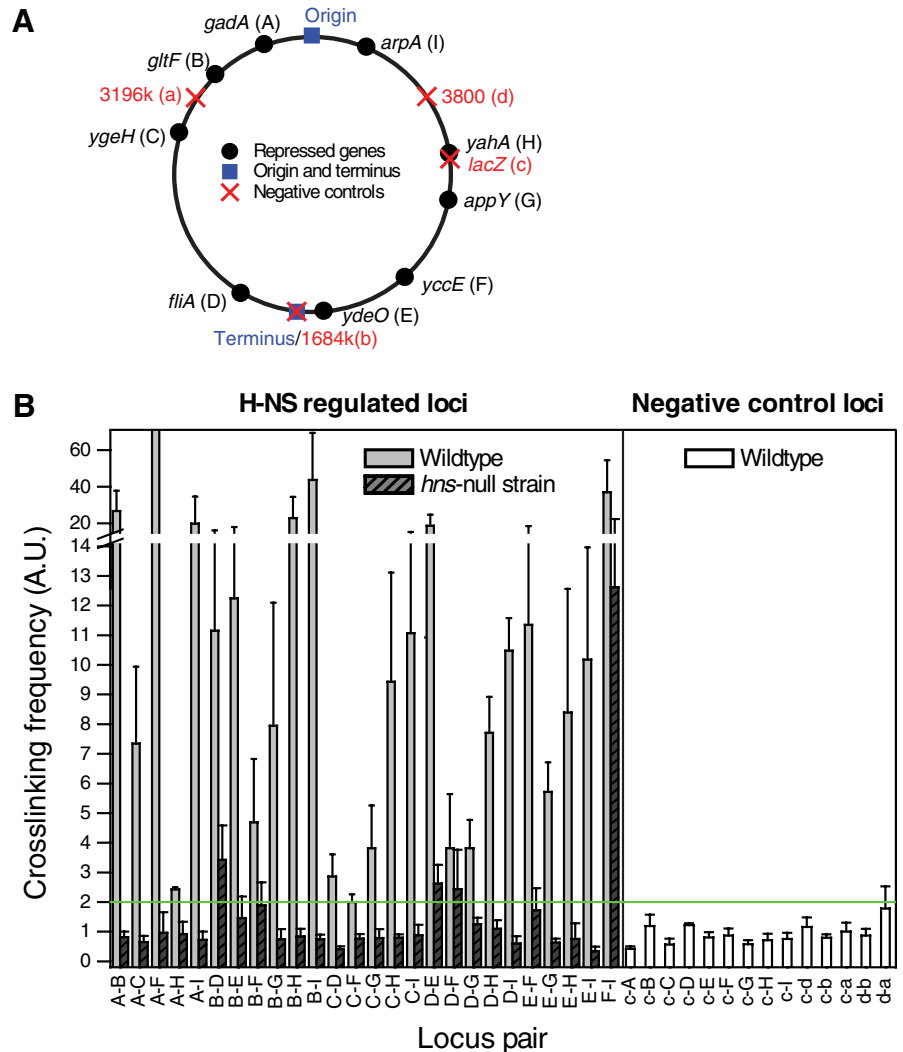 A
Origin
gadA (A)
arpA (I)
gltF (B)
3196k (a)
3800 (d)
ygeH (C)
yahA (H)
lacZ (c)
Repressed genes
Origin and terminus
Negative controls
appY (G)
yccE (F)
fliA (D)
ydeO (E)
Terminus/1684k(b)
B
H-NS regulated loci
Negative control loci
Wildtype
hns-null strain
Wildtype
Crosslinking frequency (A.U.)
60
40
20
14
13
12
11
10
9
8
7
6
5
4
3
2
1
0
A-B
A-C
A-F
A-H
A-I
B-D
B-E
B-F
B-G
B-H
B-I
C-D
C-F
C-G
C-H
C-I
D-E
D-F
D-G
D-H
D-I
E-F
E-G
E-H
E-I
F-I
c-A
c-B
c-C
c-D
c-E
c-F
c-G
c-H
c-I
c-d
c-b
c-a
d-b
d-a
Locus pair